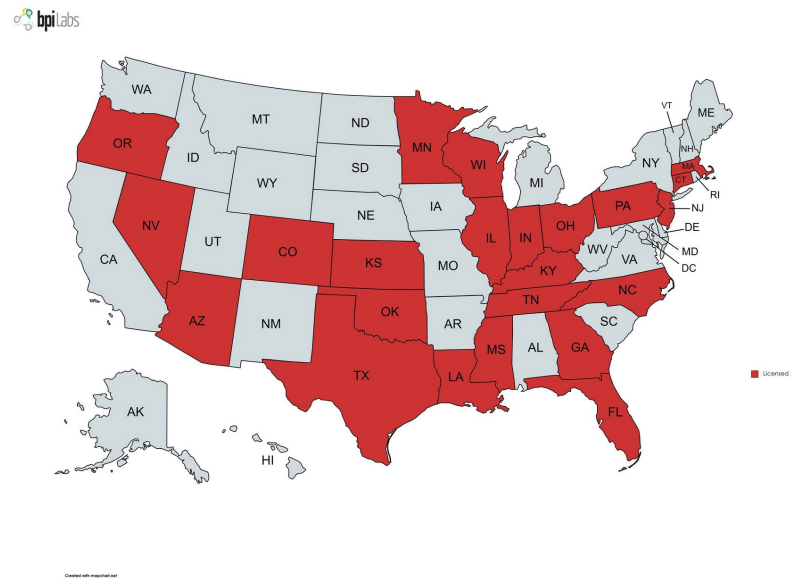 bpi Labs
WA
MT
ND
MN
VT
ME
OR
ID
SD
WI
MI
NY
NH
MA
CT
RI
WY
NE
IA
PA
NJ
NV
UT
CO
KS
MO
IL
IN
OH
WV
VA
DE
MD
DC
CA
KY
AZ
NM
OK
AR
TN
NC
SC
TX
LA
MS
AL
GA
FL
AK
HI
Licensed
Created with mapchart.net